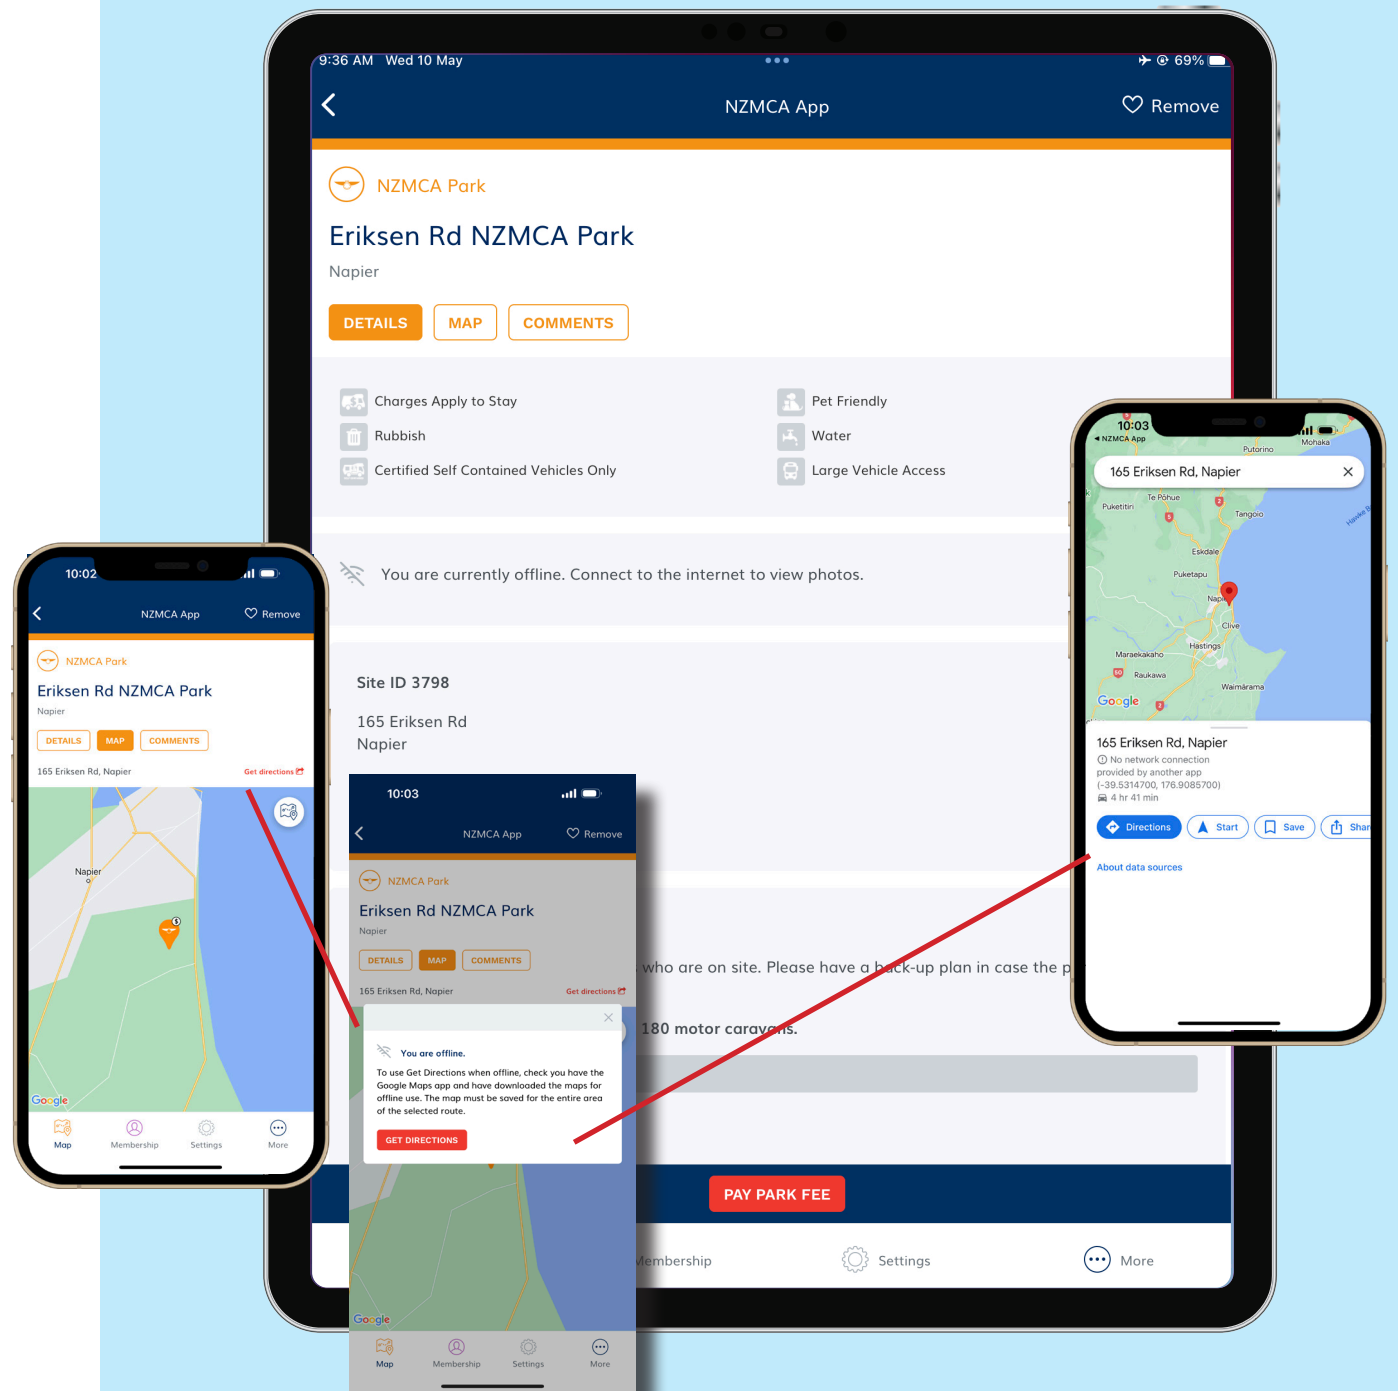 9:36 AM Wed 10 May
69%
NZMCA App
Remove
NZMCA Park
Eriksen Rd NZMCA Park
Napier
DETAILS
MAP
COMMENTS
Charges Apply to Stay
Pet Friendly
Rubbish
Water
Certified Self Contained Vehicles Only
Large Vehicle Access
You are currently offline. Connect to the internet to view photos.
Site ID 3798
165 Eriksen Rd
Napier
who are on site. Please have a back-up plan in case the p
180 motor caravans.
PAY PARK FEE
Membership
Settings
More
10:02
NZMCA App
Remove
NZMCA Park
Eriksen Rd NZMCA Park
Napier
DETAILS
MAP
COMMENTS
165 Eriksen Rd, Napier
Get directions
Napier
Google
Map
Membership
Settings
More
10:03
NZMCA App
Remove
NZMCA Park
Eriksen Rd NZMCA Park
Napier
DETAILS
MAP
COMMENTS
165 Eriksen Rd, Napier
Get directions
You are offline.
To use Get Directions when offline, check you have the
Google Maps app and have downloaded the maps for
offline use. The map must be saved for the entire area
of the selected route.
GET DIRECTIONS
Google
Map
Membership
Settings
More
10:03
NZMCA App
Mohaka
Putorino
165 Eriksen Rd, Napier
Te Pōhue
2
Puketitiri
5
Tangoio
Hawke B
Eskdale
Puketapu
Napier
Clive
Hastings
Maraekakaho
50
Raukawa
Waimārama
Google
2
165 Eriksen Rd, Napier
No network connection
provided by another app
(-39.5314700, 176.9085700)
4 hr 41 min
Directions
Start
Save
Shar
About data sources